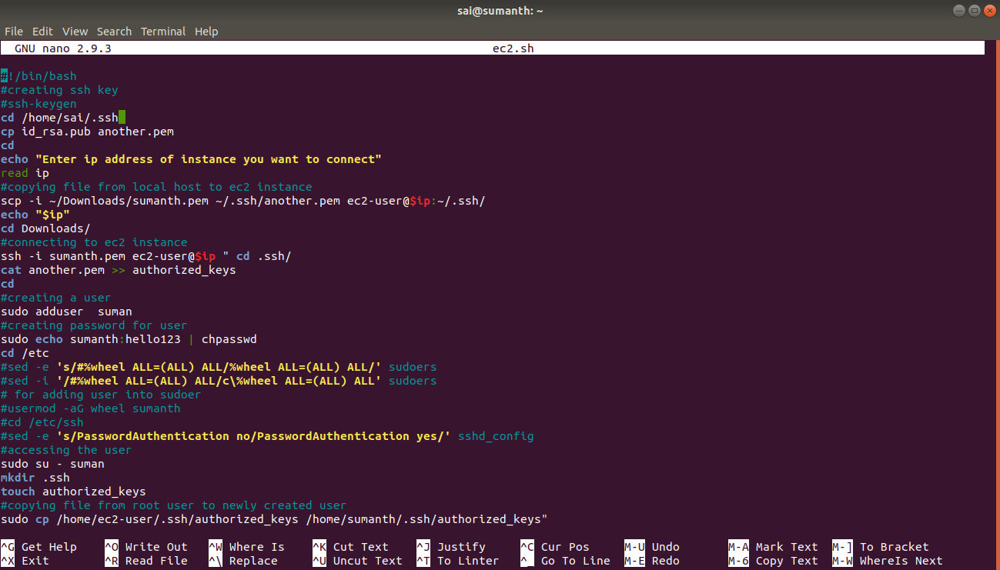 sai@sumanth: ~
File Edit View Search Terminal Help
GNU nano 2.9.3 ec2.sh
#!/bin/bash
#creating ssh key
#ssh-keygen
cd /home/sai/.ssh
cp id_rsa.pub another.pem
cd
echo "Enter ip address of instance you want to connect"
read ip
#copying file from local host to ec2 instance
scp -i ~/Downloads/sumanth.pem ~/.ssh/another.pem ec2-user@$ip:~/.ssh/
echo "$ip"
cd Downloads/
#connecting to ec2 instance
ssh -i sumanth.pem ec2-user@$ip " cd .ssh/
cat another.pem >> authorized_keys
cd
#creating a user
sudo adduser  suman
#creating password for user
sudo echo sumanth:hello123 | chpasswd
cd /etc
#sed -e 's/#%wheel ALL=(ALL) ALL/%wheel ALL=(ALL) ALL/' sudoers
#sed -i '/#%wheel ALL=(ALL) ALL/c\%wheel ALL=(ALL) ALL' sudoers
# for adding user into sudoer
#usermod -aG wheel sumanth
#cd /etc/ssh
#sed -e 's/PasswordAuthentication no/PasswordAuthentication yes/' sshd_config
#accessing the user
sudo su - suman
mkdir .ssh
touch authorized_keys
#copying file from root user to newly created user
sudo cp /home/ec2-user/.ssh/authorized_keys /home/sumanth/.ssh/authorized_keys"
^G Get Help ^O Write Out ^W Where Is ^K Cut Text ^J Justify ^C Cur Pos M-U Undo M-A Mark Text M-] To Bracket
^X Exit ^R Read File ^\ Replace ^U Uncut Text ^T To Linter ^_ Go To Line M-E Redo M-6 Copy Text M-W WhereIs Next